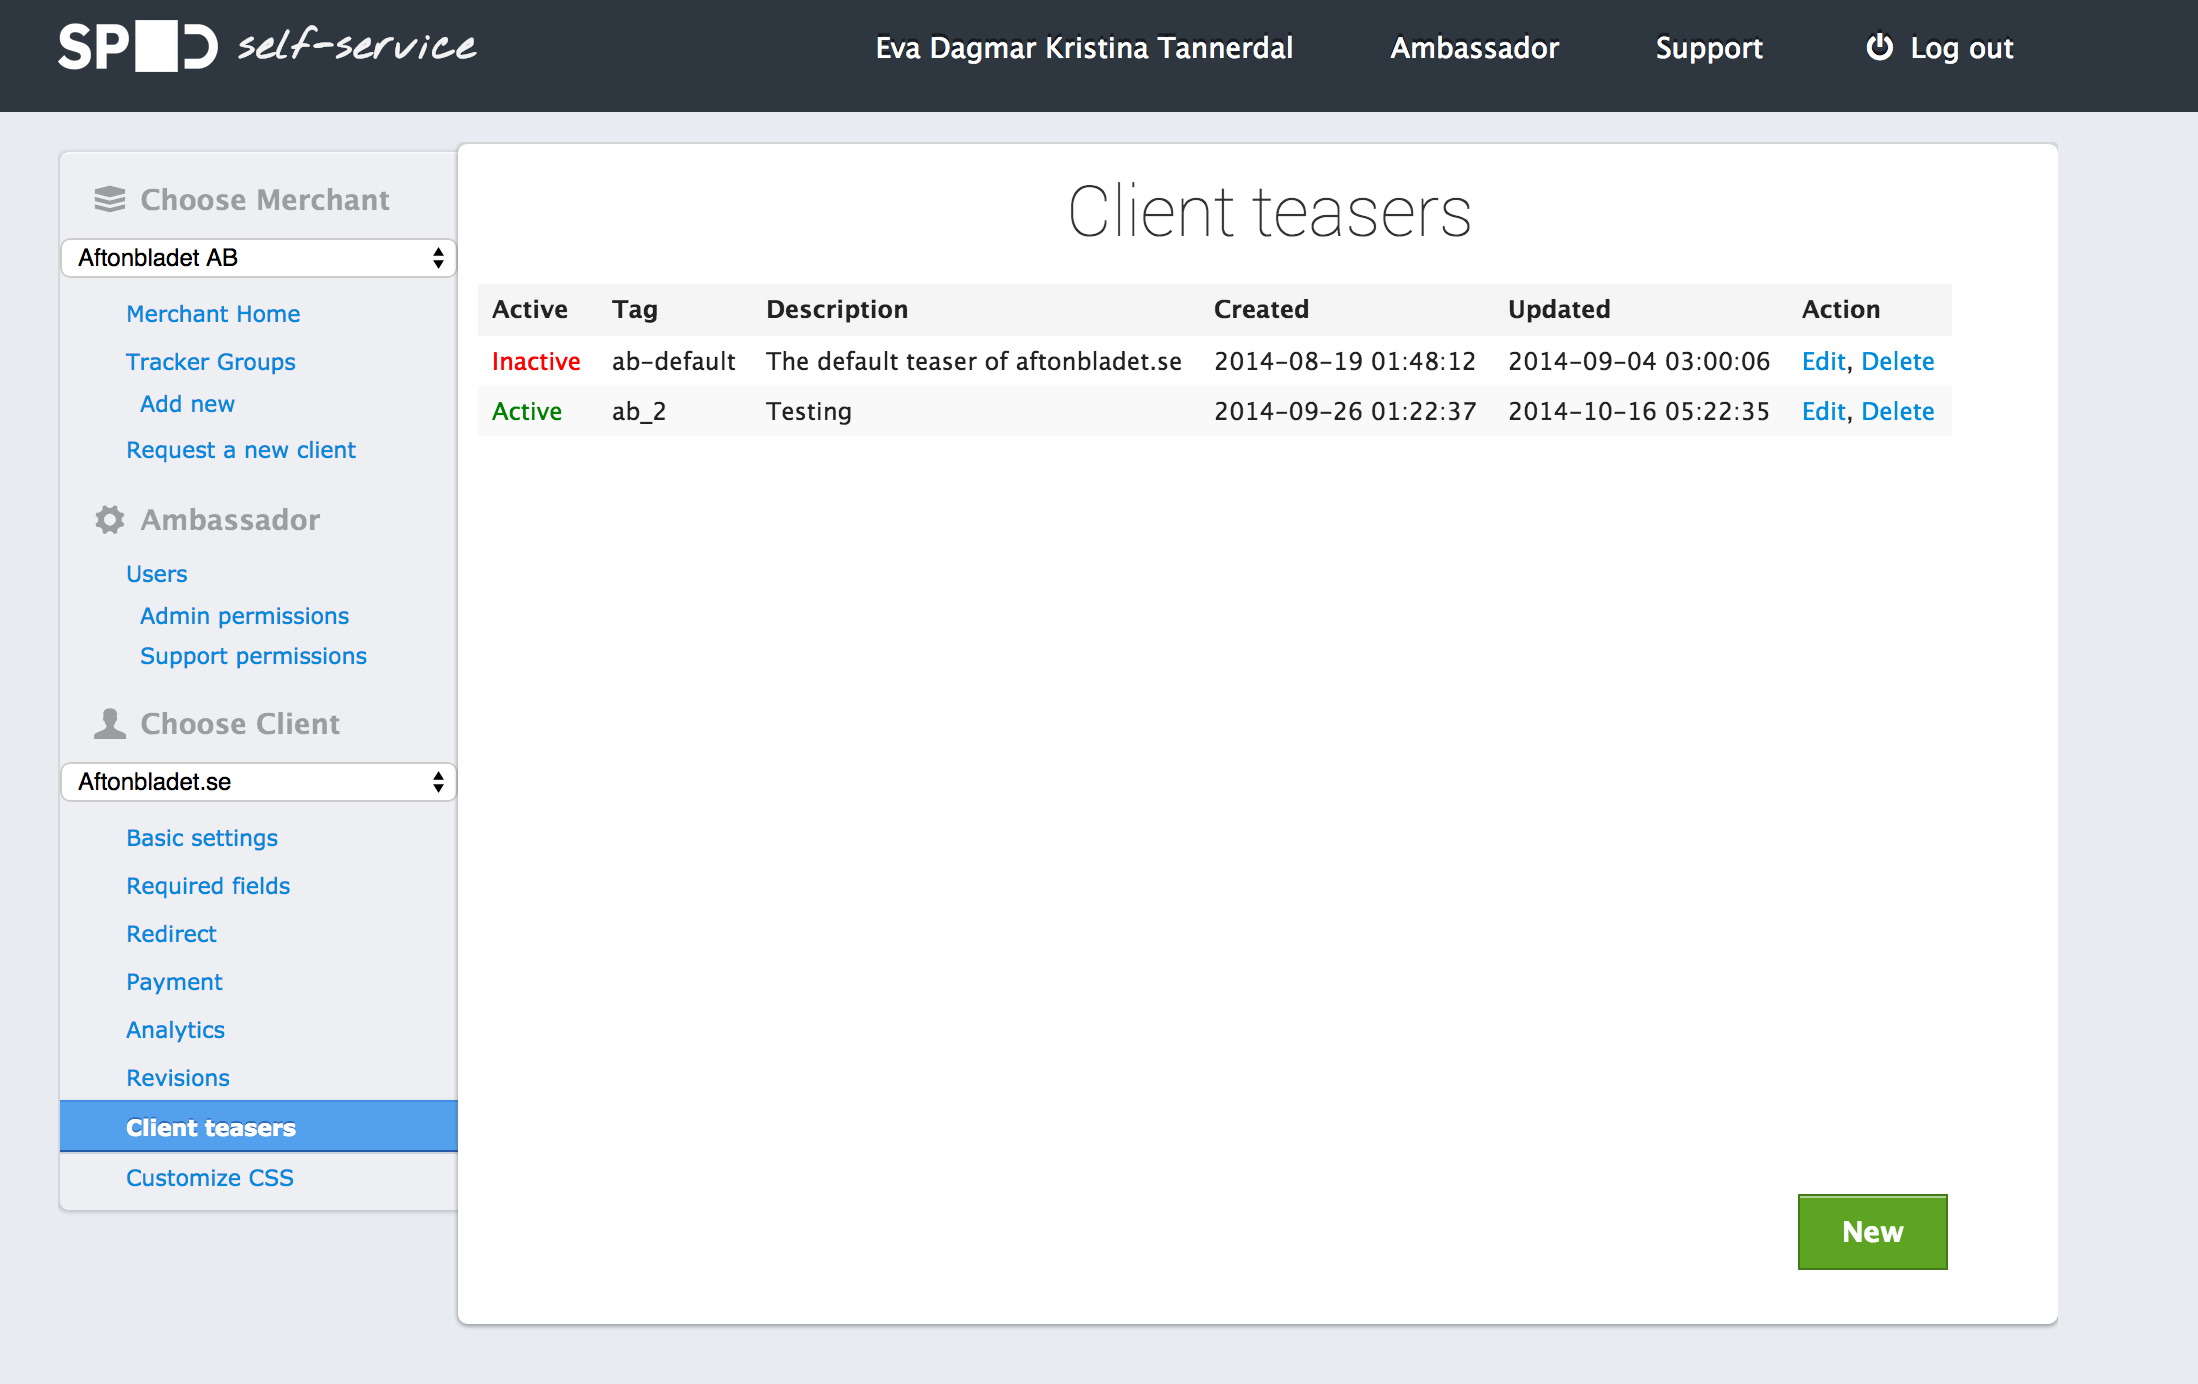 SPiD self-service Eva Dagmar Kristina Tannerdal Ambassador Support Log out
Choose Merchant
Aftonbladet AB
Merchant Home
Tracker Groups
Add new
Request a new client
Ambassador
Users
Admin permissions
Support permissions
Choose Client
Aftonbladet.se
Basic settings
Required fields
Redirect
Payment
Analytics
Revisions
Client teasers
Customize CSS
Client teasers
Active Tag Description Created Updated Action
Inactive ab-default The default teaser of aftonbladet.se 2014-08-19 01:48:12 2014-09-04 03:00:06 Edit, Delete
Active ab_2 Testing 2014-09-26 01:22:37 2014-10-16 05:22:35 Edit, Delete
New